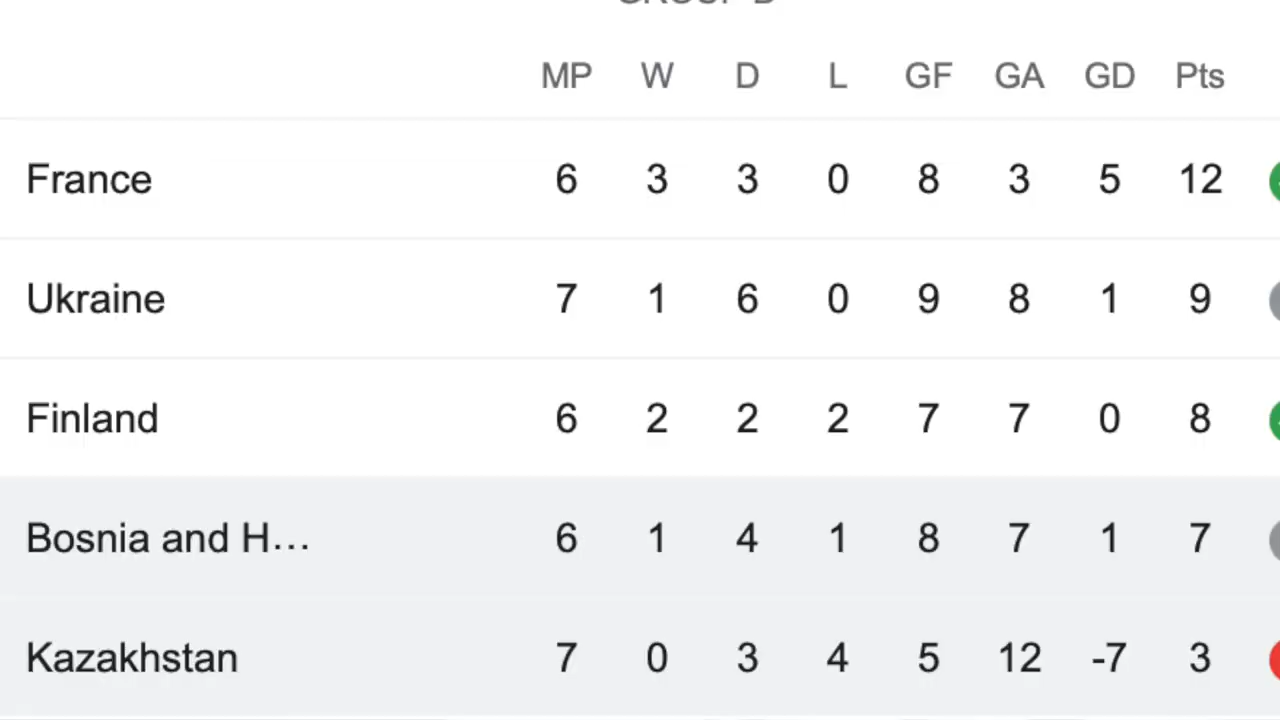 MP W D L GF GA GD Pts
France 6 3 3 0 8 3 5 12
Ukraine 7 1 6 0 9 8 1 9
Finland 6 2 2 2 7 7 0 8
Bosnia and H... 6 1 4 1 8 7 1 7
Kazakhstan 7 0 3 4 5 12 -7 3